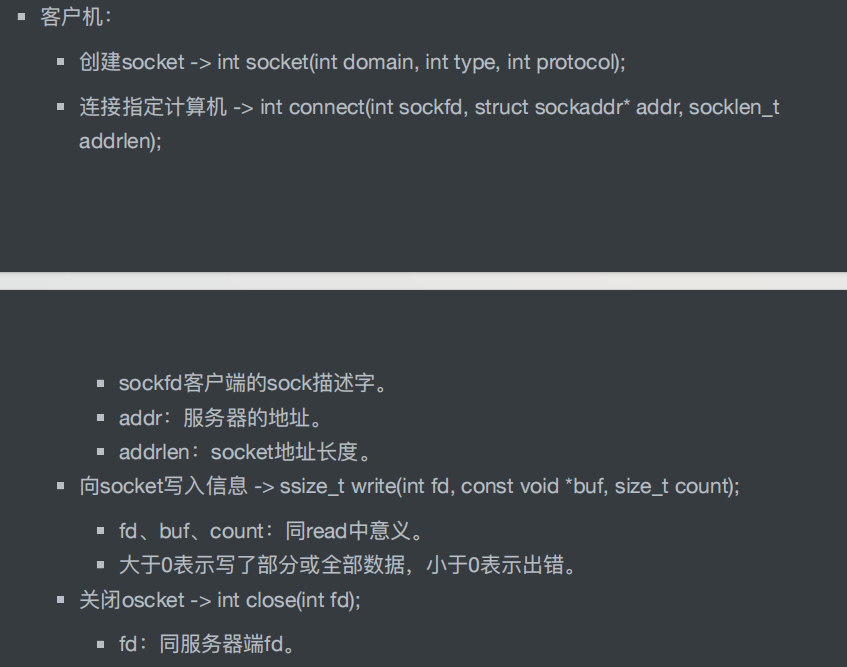 客户机：
创建socket -> int socket(int domain, int type, int protocol);
连接指定计算机 -> int connect(int sockfd, struct sockaddr* addr, socklen_t
addrlen);
sockfd客户端的sock描述字。
addr：服务器的地址。
addrlen：socket地址长度。
向socket写入信息 -> ssize_t write(int fd, const void *buf, size_t count);
fd、buf、count：同read中意义。
大于0表示写了部分或全部数据，小于0表示出错。
关闭oscket -> int close(int fd);
fd：同服务器端fd。